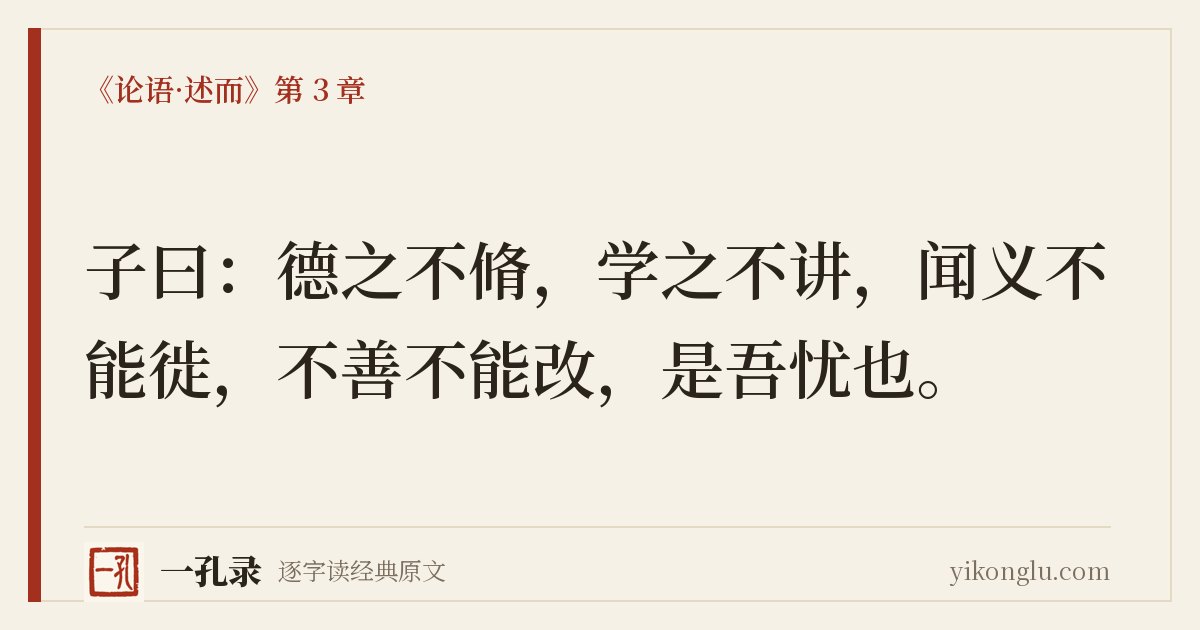 《论语·述而》第 3 章
子曰：德之不脩，学之不讲，闻义不
能徙，不善不能改，是吾忧也。
一孔
一孔录 逐字读经典原文
yikonglu.com